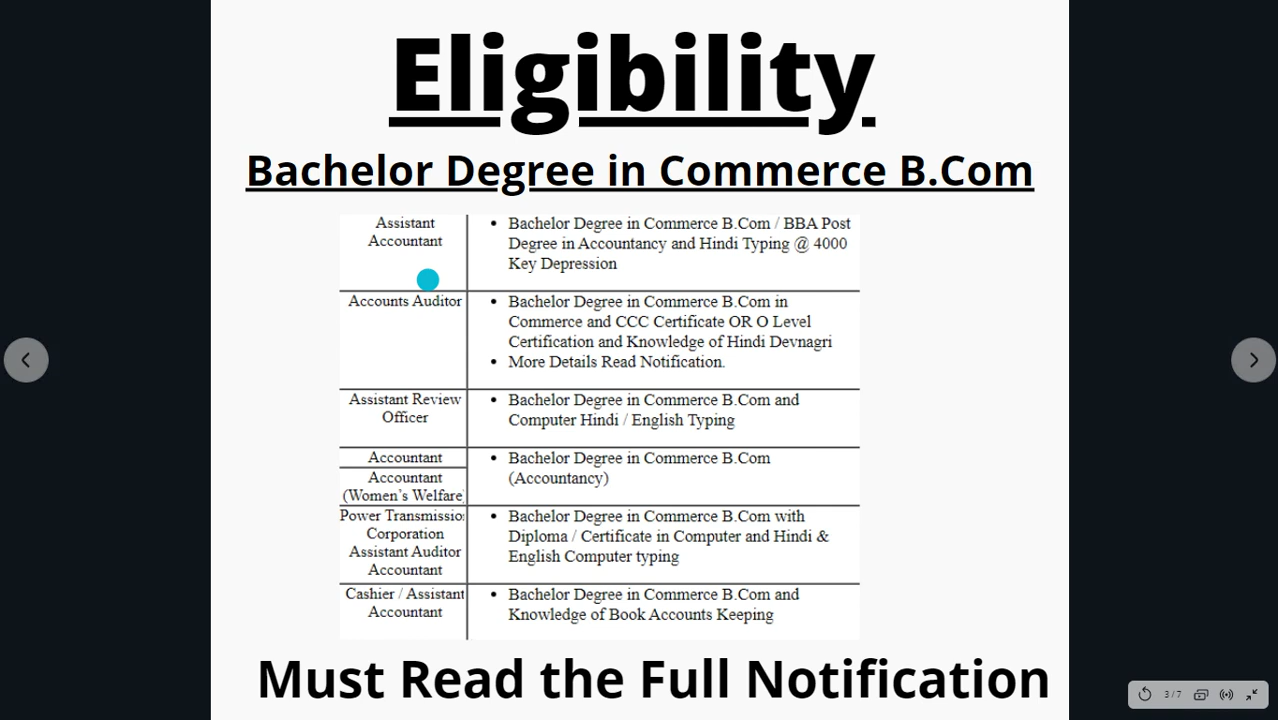 Eligibility
Bachelor Degree in Commerce B.Com
Assistant
Accountant
• Bachelor Degree in Commerce B.Com / BBA Post
Degree in Accountancy and Hindi Typing @ 4000
Key Depression
Accounts Auditor
• Bachelor Degree in Commerce B.Com in
Commerce and CCC Certificate OR O Level
Certification and Knowledge of Hindi Devnagri
• More Details Read Notification.
Assistant Review
Officer
• Bachelor Degree in Commerce B.Com and
Computer Hindi / English Typing
Accountant
Accountant
(Women's Welfare)
• Bachelor Degree in Commerce B.Com
(Accountancy)
Power Transmissio
Corporation
Assistant Auditor
Accountant
• Bachelor Degree in Commerce B.Com with
Diploma / Certificate in Computer and Hindi &
English Computer typing
Cashier / Assistant
Accountant
• Bachelor Degree in Commerce B.Com and
Knowledge of Book Accounts Keeping
Must Read the Full Notification
3/7